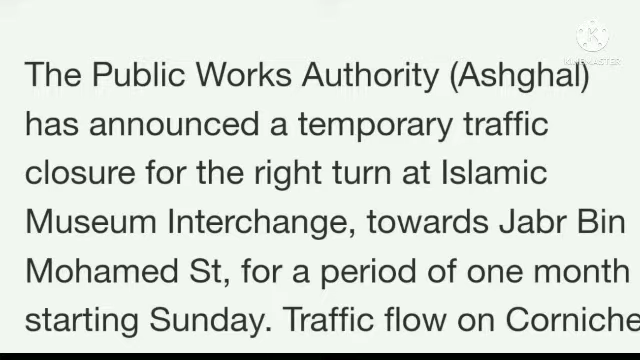 KINEMASTER
The Public Works Authority (Ashghal)
has announced a temporary traffic
closure for the right turn at Islamic
Museum Interchange, towards Jabr Bin
Mohamed St, for a period of one month
starting Sunday. Traffic flow on Corniche